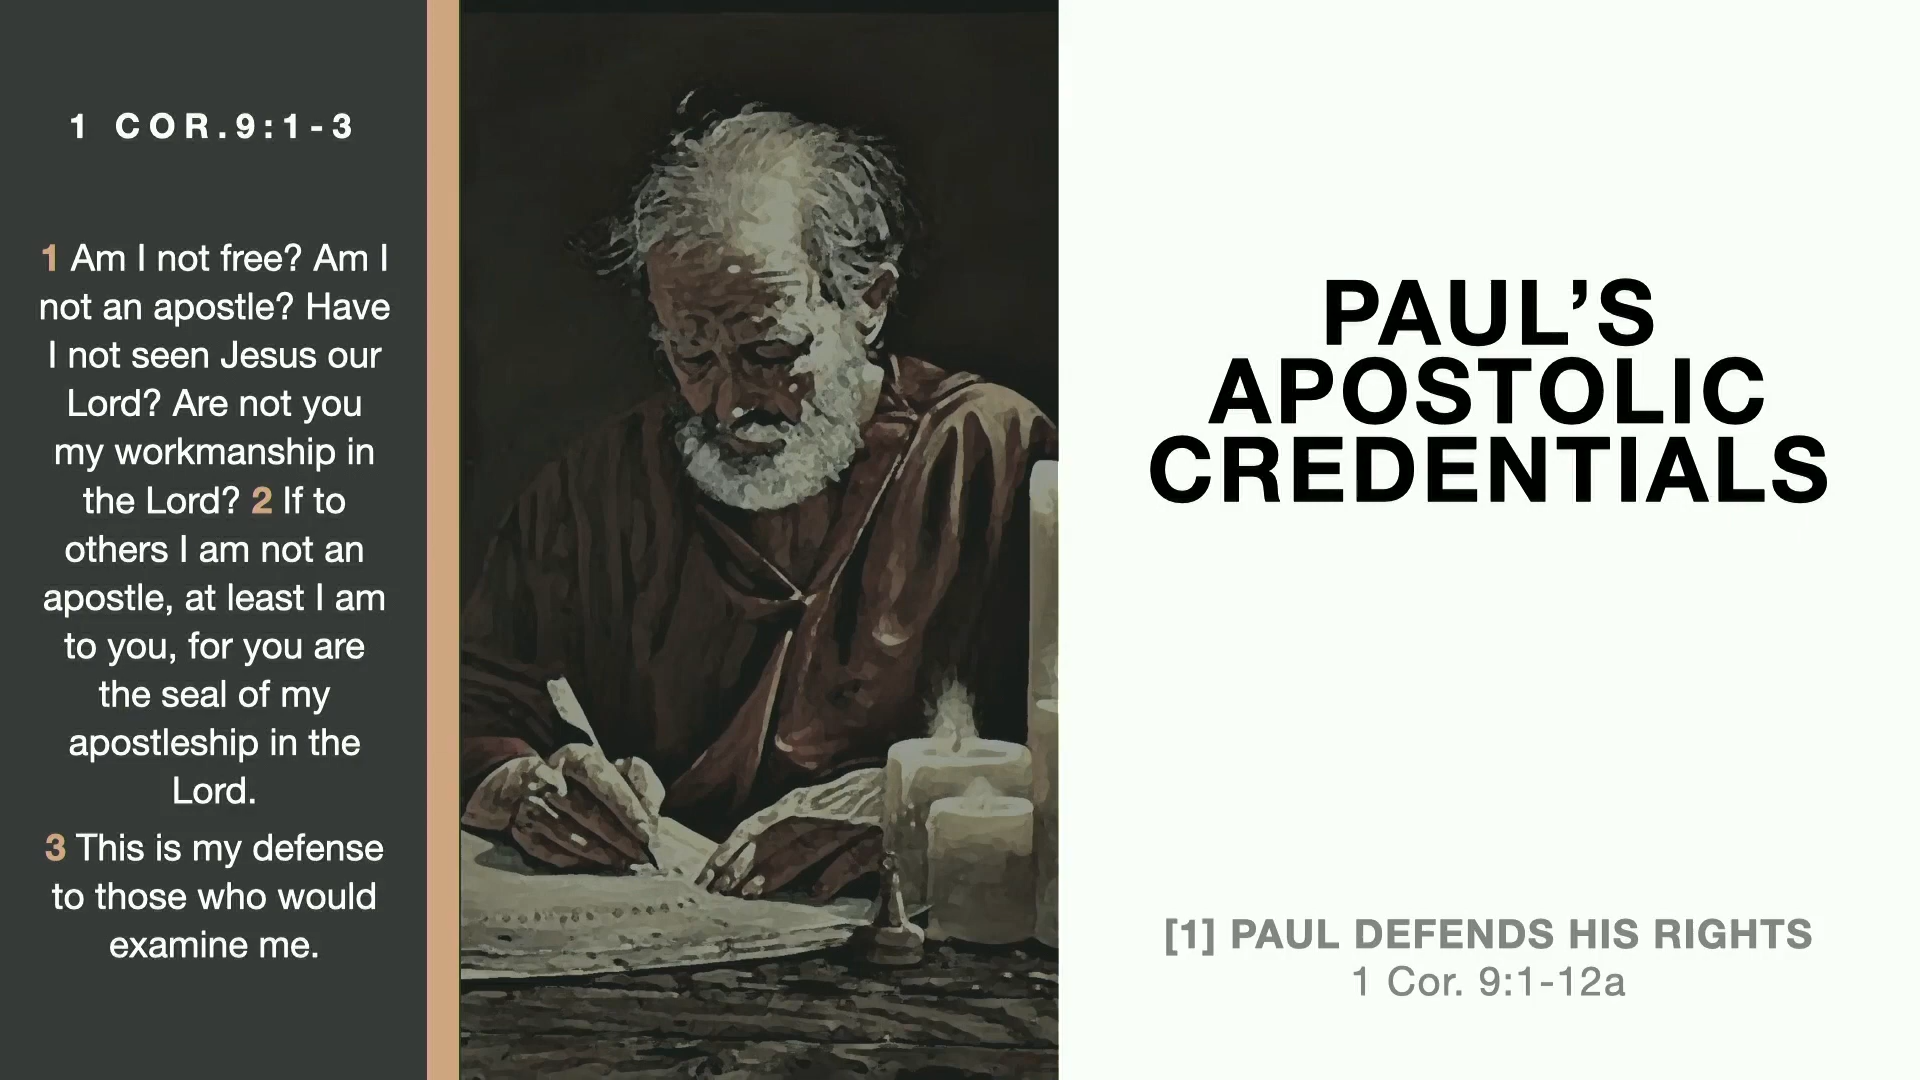 1 COR.9:1-3
1 Am I not free? Am I
not an apostle? Have
I not seen Jesus our
Lord? Are not you
my workmanship in
the Lord? 2 If to
others I am not an
apostle, at least I am
to you, for you are
the seal of my
apostleship in the
Lord.
3 This is my defense
to those who would
examine me.
PAUL’S
APOSTOLIC
CREDENTIALS
[1] PAUL DEFENDS HIS RIGHTS
1 Cor. 9:1-12a